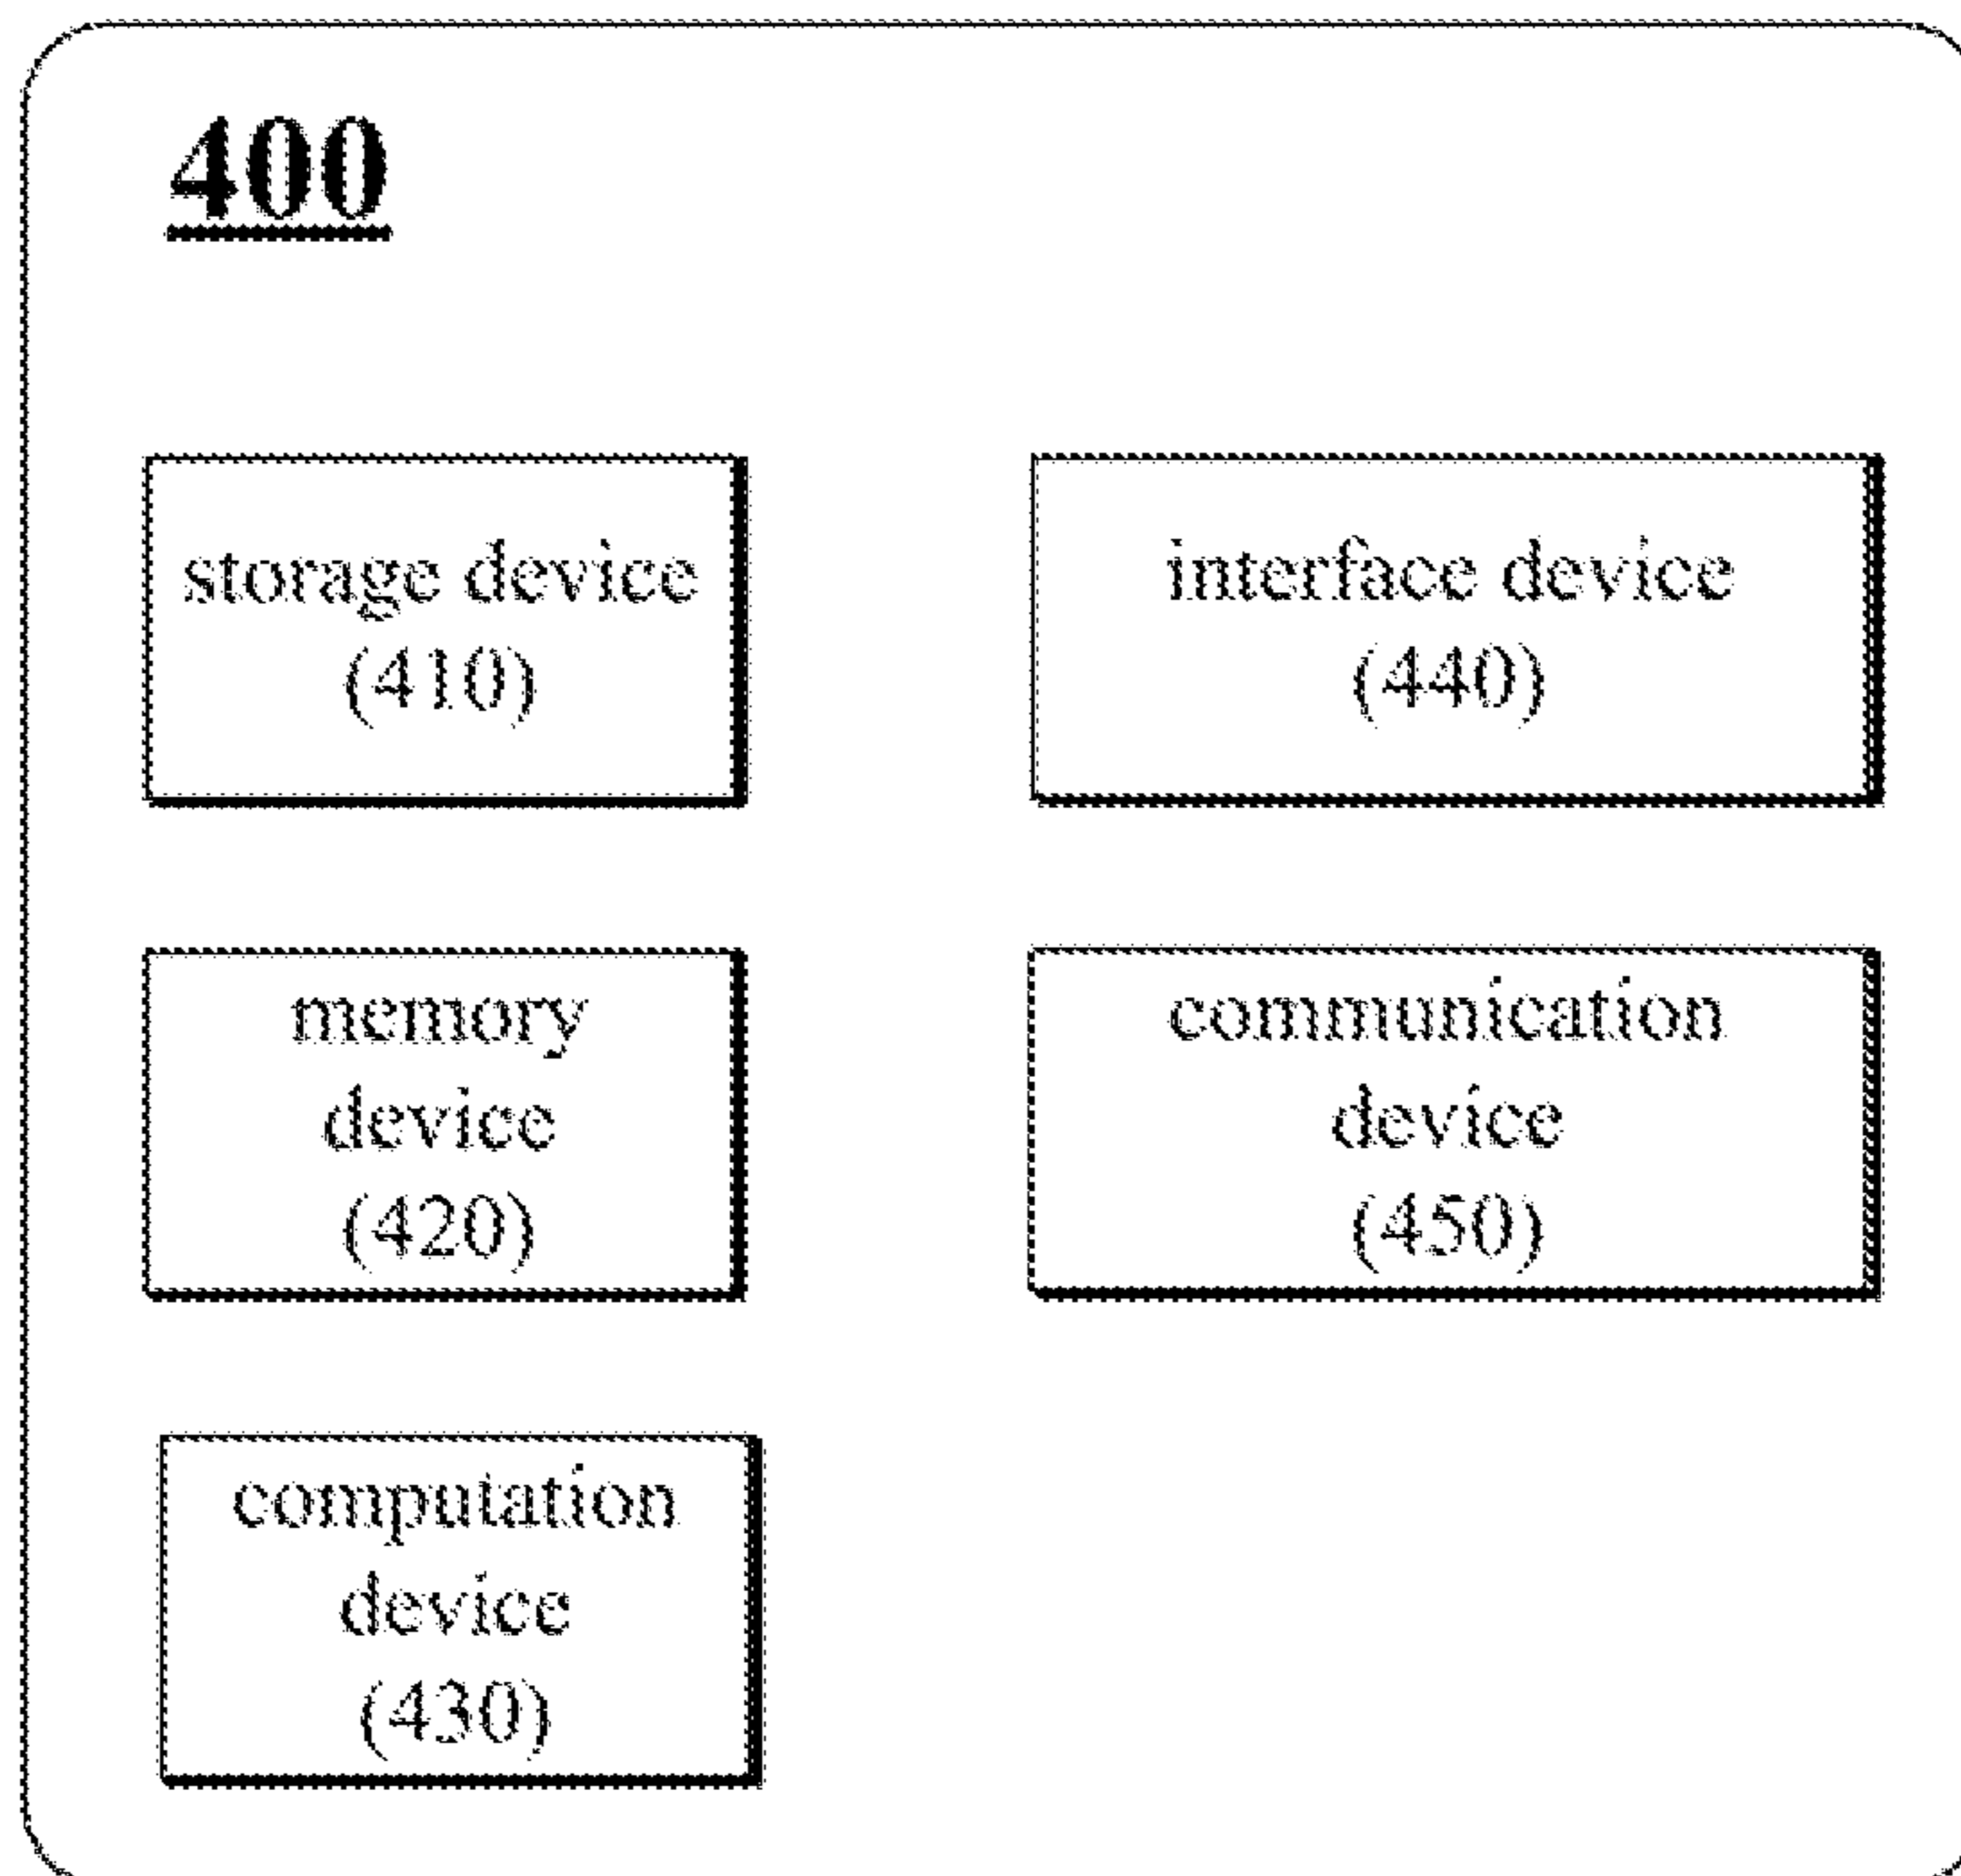 400
storage device
(410)
interface device
(440)
memory
device
(420)
communication
device
(450)
computation
device
(430)